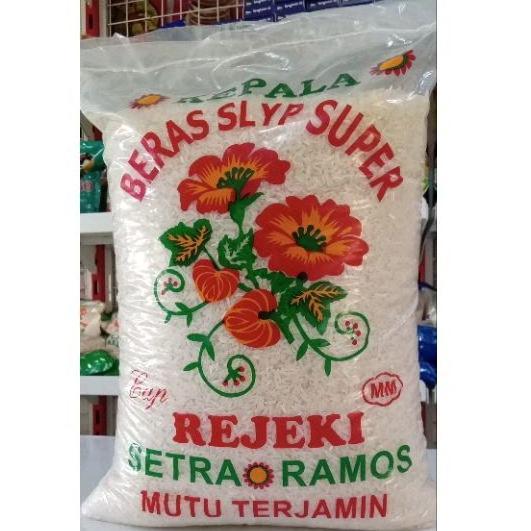 KEPALA
BERAS SLYP SUPER
Cap
MM
REJEKI
SETRA RAMOS
MUTU TERJAMIN